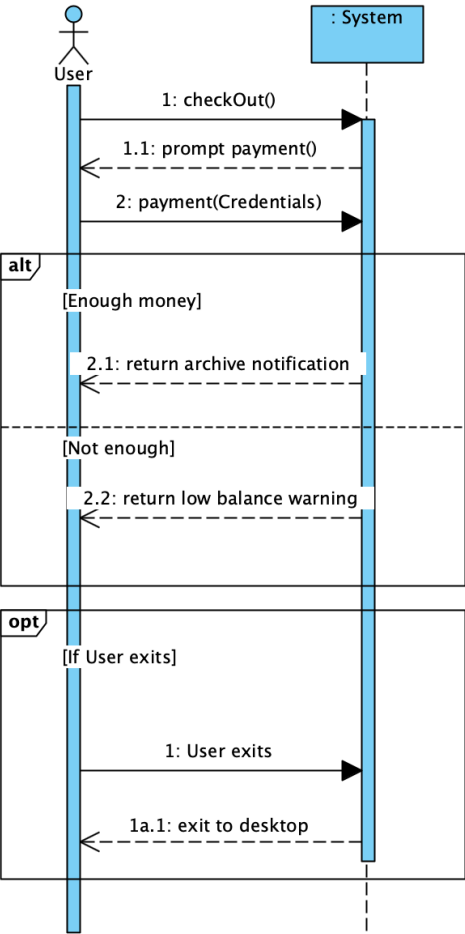 : System
User
1: checkOut()
1.1: prompt payment()
2: payment(Credentials)
alt
[Enough money]
2.1: return archive notification
[Not enough]
2.2: return low balance warning
opt
[If User exits]
1: User exits
1a.1: exit to desktop